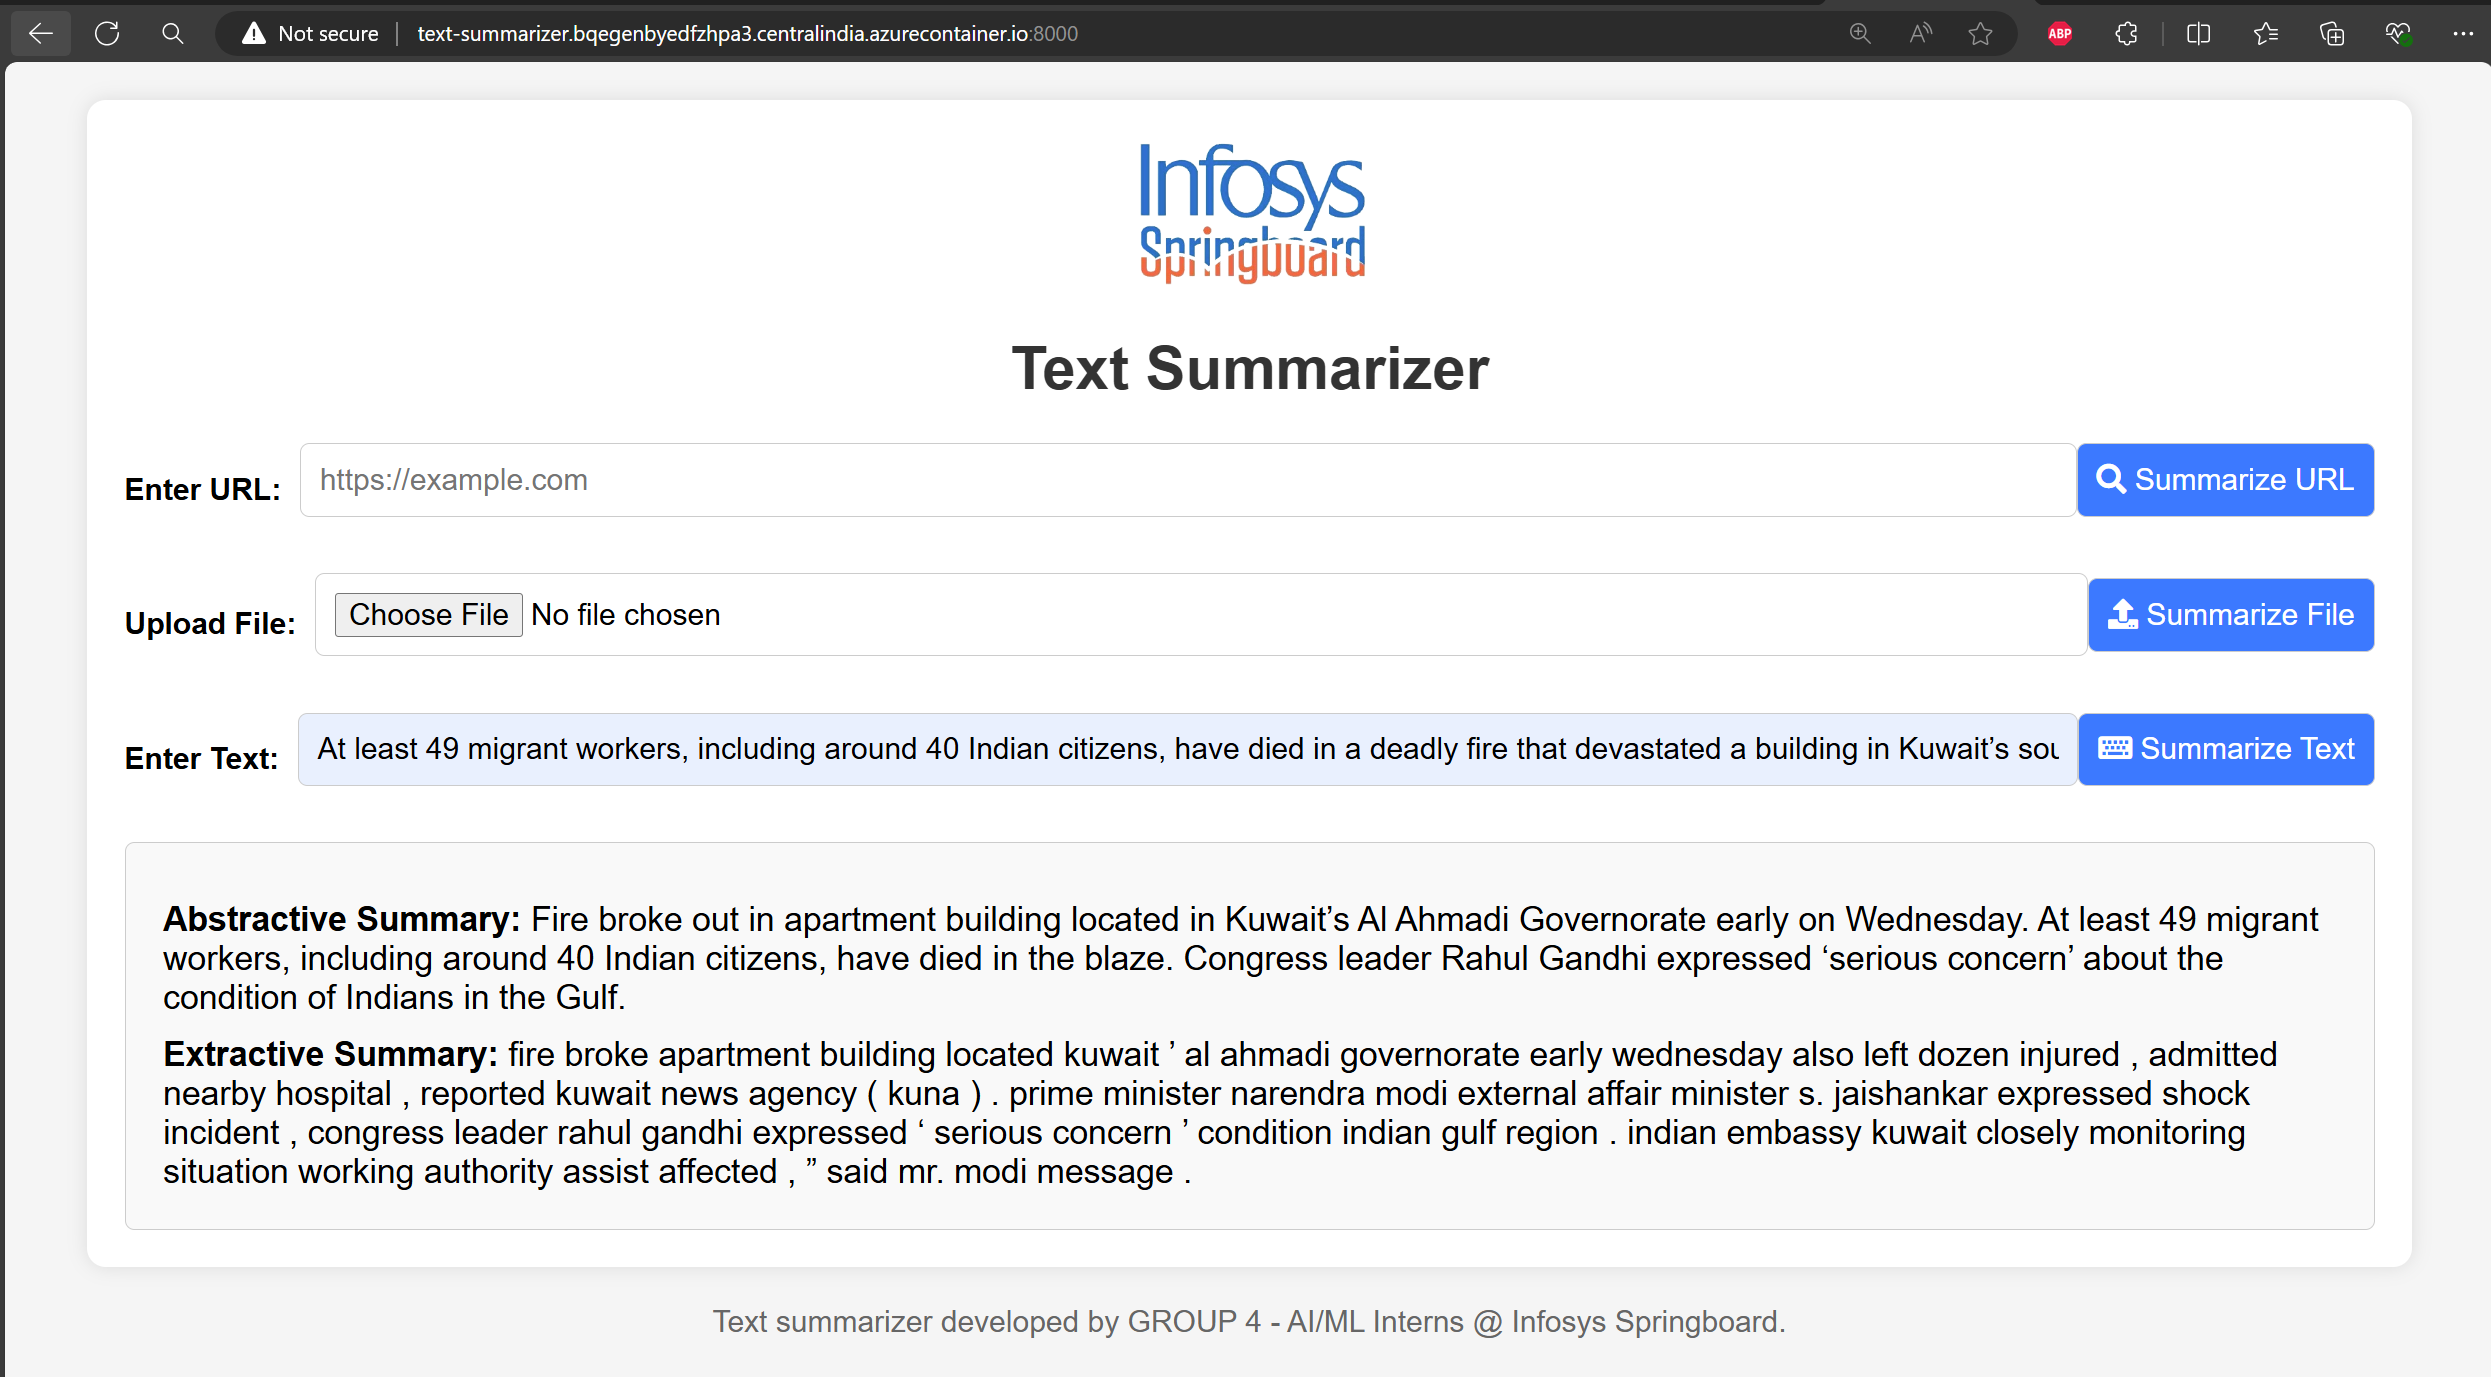 Not secure
text-summarizer.bqegenbyedfzhpa3.centralindia.azurecontainer.io:8000
ABP
Infosys
Springboard
Text Summarizer
Enter URL: https://example.com Summarize URL
Upload File: Choose File No file chosen Summarize File
Enter Text: At least 49 migrant workers, including around 40 Indian citizens, have died in a deadly fire that devastated a building in Kuwait’s sou Summarize Text
Abstractive Summary: Fire broke out in apartment building located in Kuwait’s Al Ahmadi Governorate early on Wednesday. At least 49 migrant
workers, including around 40 Indian citizens, have died in the blaze. Congress leader Rahul Gandhi expressed ‘serious concern’ about the
condition of Indians in the Gulf.
Extractive Summary: fire broke apartment building located kuwait ’ al ahmadi governorate early wednesday also left dozen injured , admitted
nearby hospital , reported kuwait news agency ( kuna ) . prime minister narendra modi external affair minister s. jaishankar expressed shock
incident , congress leader rahul gandhi expressed ‘ serious concern ’ condition indian gulf region . indian embassy kuwait closely monitoring
situation working authority assist affected , ” said mr. modi message .
Text summarizer developed by GROUP 4 - AI/ML Interns @ Infosys Springboard.